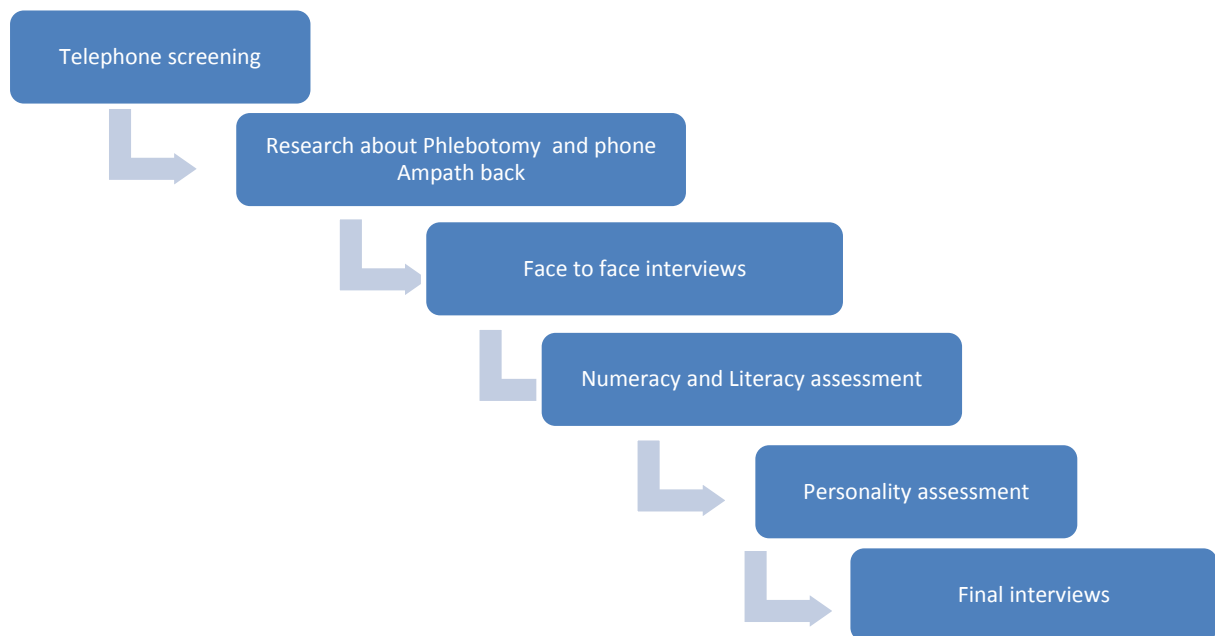 Telephone screening
Research about Phlebotomy  and phone
Ampath back
Face to face interviews
Numeracy and Literacy assessment
Personality assessment
Final interviews